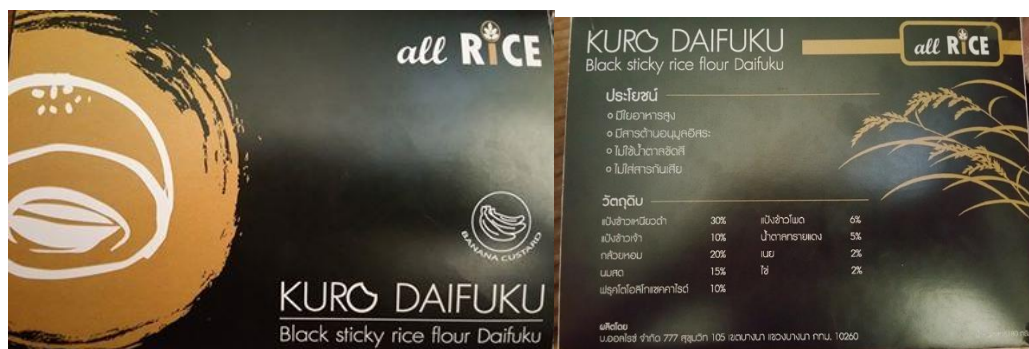 all RiCE
BANANA CUSTARD
KURO DAIFUKU
Black sticky rice flour Daifuku
KURO DAIFUKU
Black sticky rice flour Daifuku
all RiCE
ประโยชน์
มีใยอาหารสูง
มีสารต้านอนุมูลอิสระ
ไม่ใช้น้ำตาลขัดสี
ไม่ใส่สารกันเสีย
วัตถุดิบ
แป้งข้าวเหนียวดำ 30% แป้งข้าวโพด 6%
แป้งข้าวเจ้า 10% น้ำตาลทรายแดง 5%
กล้วยหอม 20% เนย 2%
นมสด 15% ไข่ 2%
ฟรุคโตโอลิโกแซคคาไรด์ 10%
ผลิตโดย
บ.ออลไรซ์ จำกัด 777 สุขุมวิท 105 เขตบางนา แขวงบางนา กทม. 10260